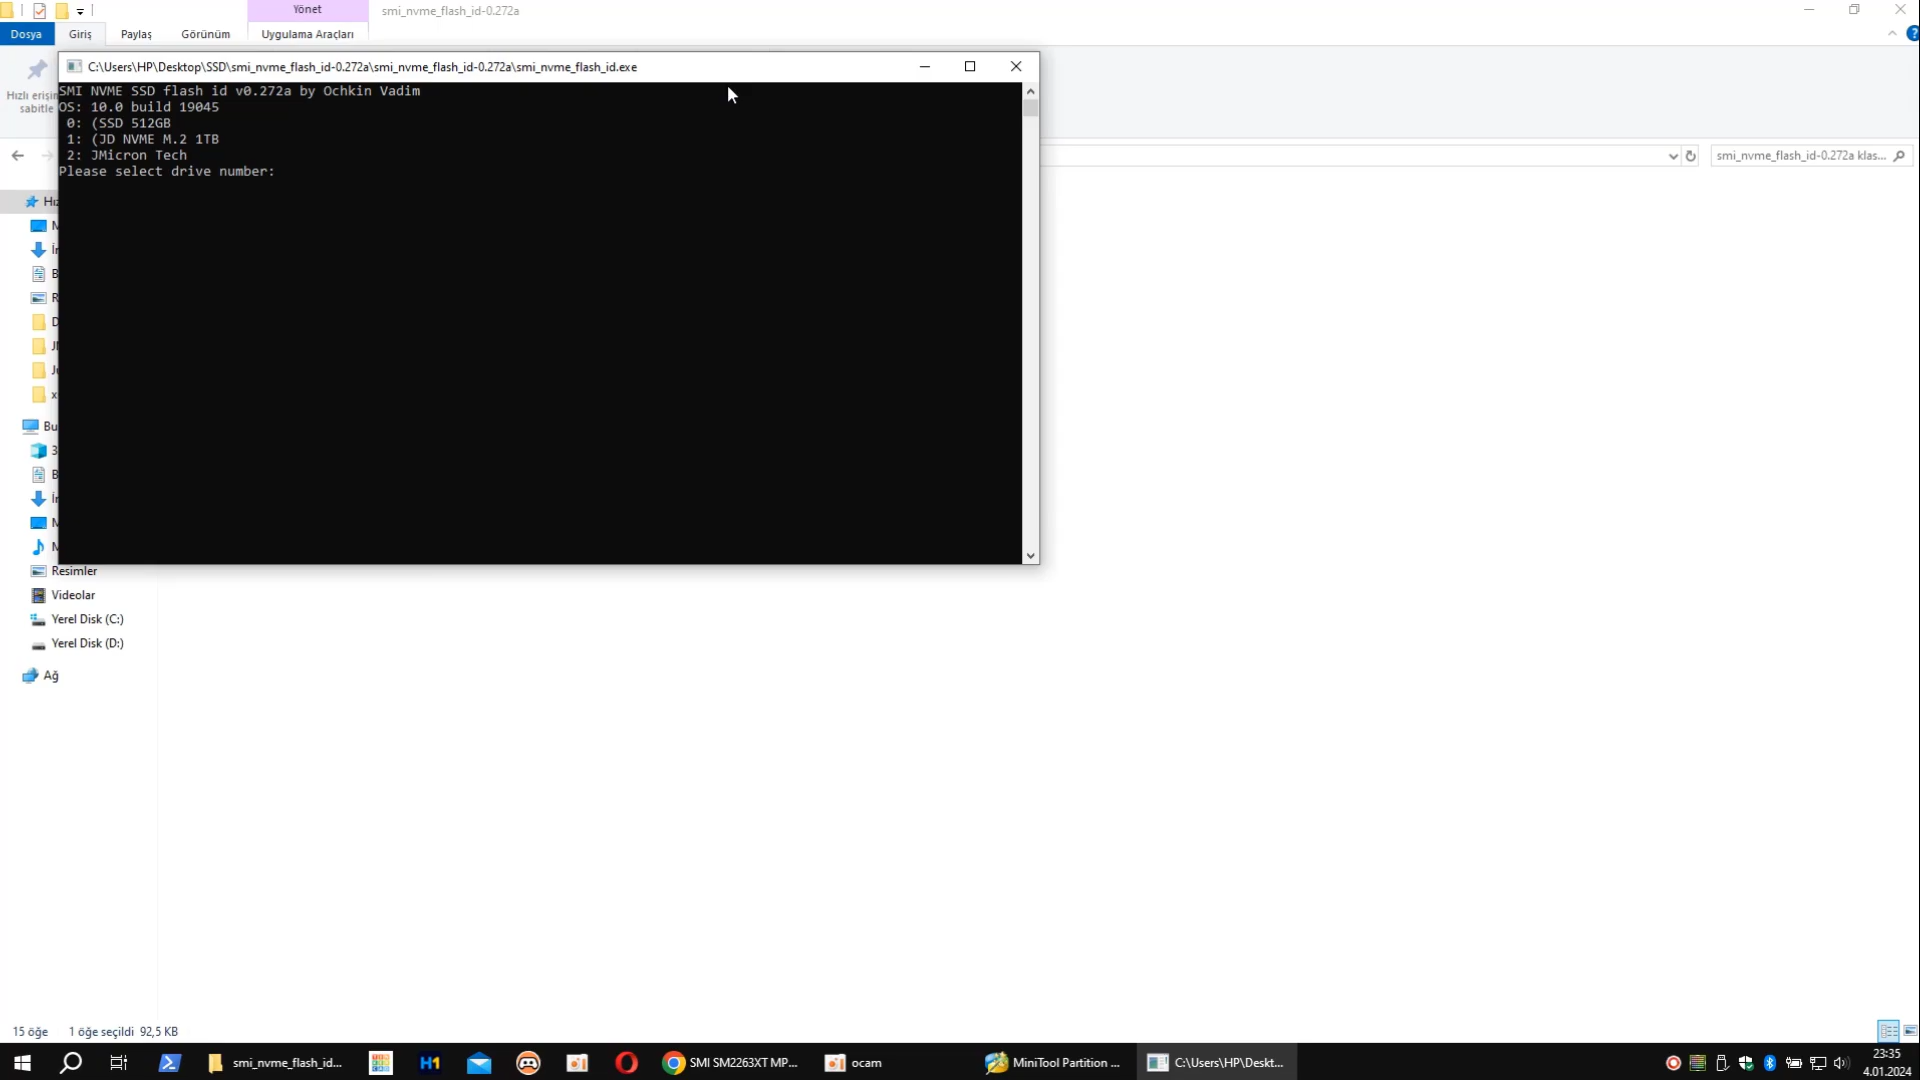 Yönet
smi_nvme_flash_id-0.272a
Dosya
Giriş
Paylaş
Görünüm
Uygulama Araçları
C:\Users\HP\Desktop\SSD\smi_nvme_flash_id-0.272a\smi_nvme_flash_id-0.272a\smi_nvme_flash_id.exe
Hızlı erişim
sabitle
SMI NVME SSD flash id v0.272a by Ochkin Vadim
OS: 10.0 build 19045
0: (SSD 512GB
1: (JD NVME M.2 1TB
2: JMicron Tech
Please select drive number:
smi_nvme_flash_id-0.272a klas...
Resimler
Videolar
Yerel Disk (C:)
Yerel Disk (D:)
Ağ
15 öğe
1 öğe seçildi 92,5 KB
smi_nvme_flash_id...
H1
SMI SM2263XT MP...
ocam
MiniTool Partition ...
C:\Users\HP\Deskt...
23:35
4.01.2024